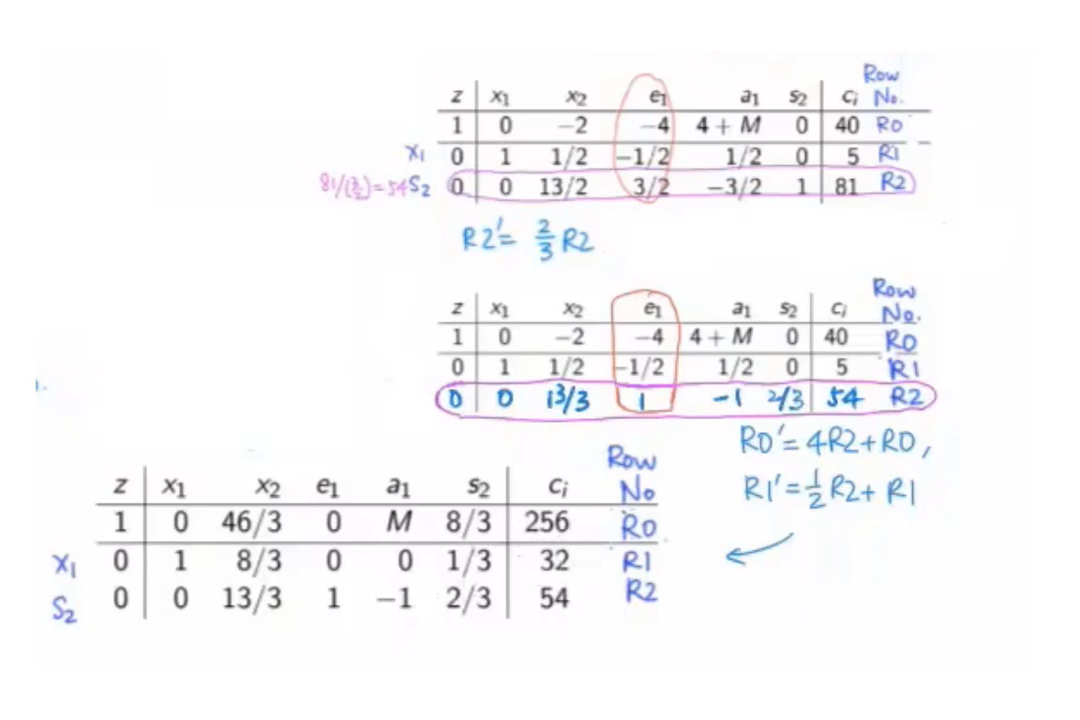 Row
z x₁ x₂ e₁ a₁ s₂ cᵢ No.
1 0 −2 −4 4 + M 0 40 R0
x₁ 0 1 1/2 −1/2 1/2 0 5 R1
81/(3/2)=54 S₂ 0 0 13/2 3/2 −3/2 1 81 R2
R2'= 2/3 R2
Row
z x₁ x₂ e₁ a₁ s₂ cᵢ No.
1 0 −2 −4 4 + M 0 40 R0
0 1 1/2 −1/2 1/2 0 5 R1
0 0 13/3 1 −1 2/3 54 R2
R0'= 4R2+R0,
R1'= 1/2 R2+ R1
Row
z x₁ x₂ e₁ a₁ s₂ cᵢ No
1 0 46/3 0 M 8/3 256 R0
x₁ 0 1 8/3 0 0 1/3 32 R1
S₂ 0 0 13/3 1 −1 2/3 54 R2